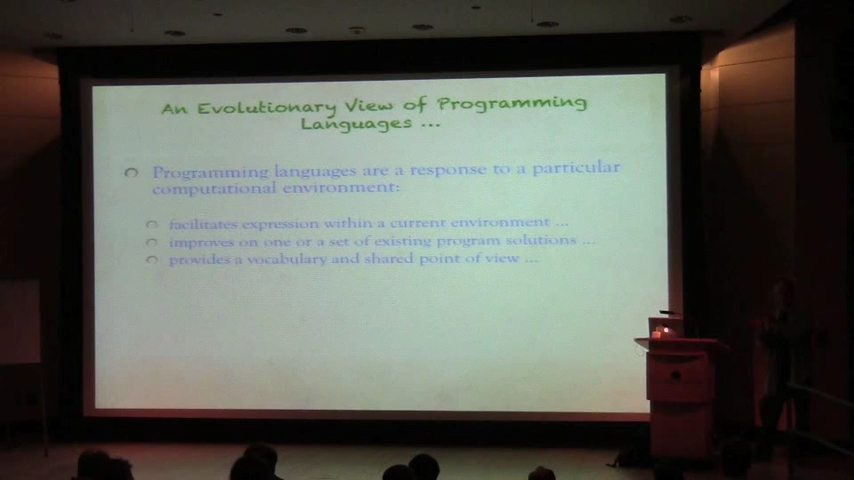 An Evolutionary View of Programming
Languages ...
Programming languages are a response to a particular
computational environment:
facilitates expression within a current environment ...
improves on one or a set of existing program solutions ...
provides a vocabulary and shared point of view ...